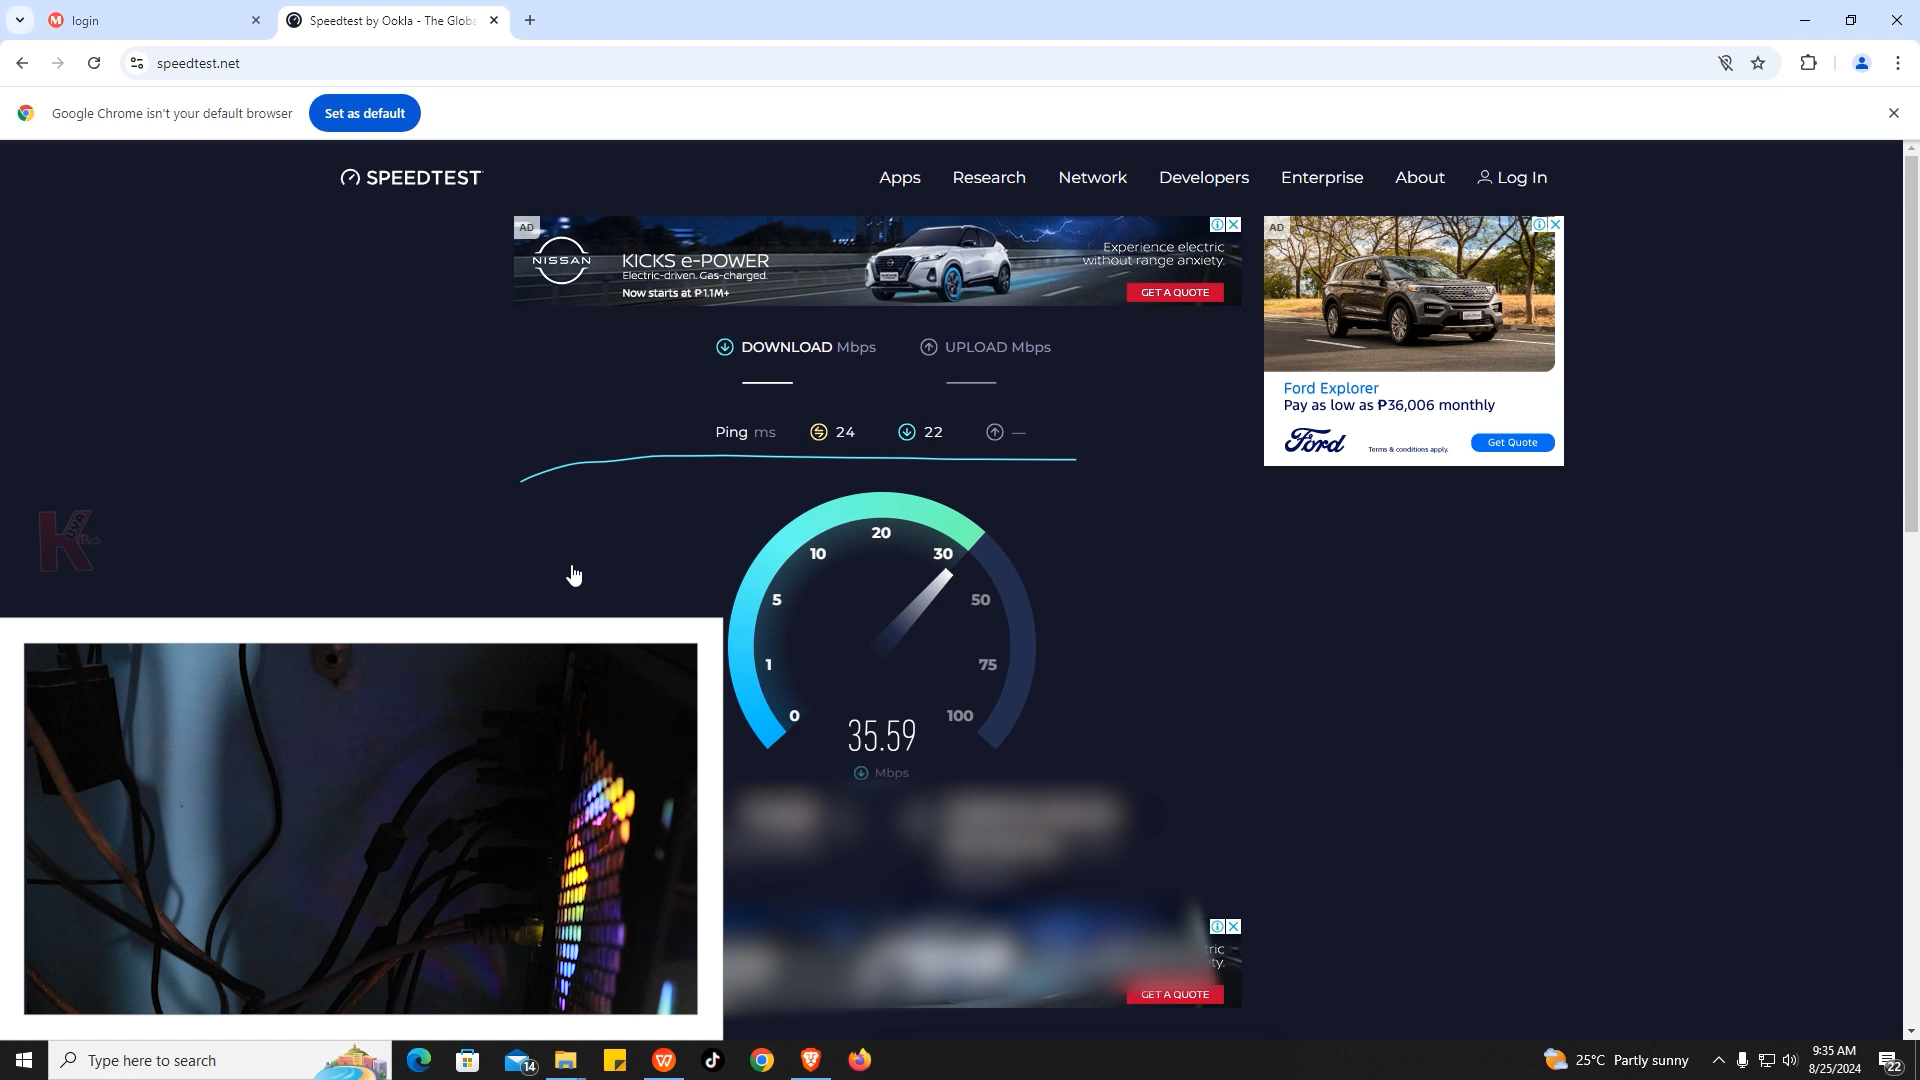 login
Speedtest by Ookla - The Globa
speedtest.net
Google Chrome isn't your default browser
Set as default
SPEEDTEST
Apps
Research
Network
Developers
Enterprise
About
Log In
AD
NISSAN
KICKS e-POWER
Electric-driven. Gas-charged.
Now starts at ₱1.1M+
Experience electric
without range anxiety.
GET A QUOTE
AD
Ford Explorer
Pay as low as ₱36,006 monthly
Ford
Terms & conditions apply.
Get Quote
DOWNLOAD Mbps
UPLOAD Mbps
Ping ms
24
22
—
0
1
5
10
20
30
50
75
100
35.59
Mbps
K
ric
ty.
GET A QUOTE
Type here to search
14
25°C Partly sunny
9:35 AM
8/25/2024
22